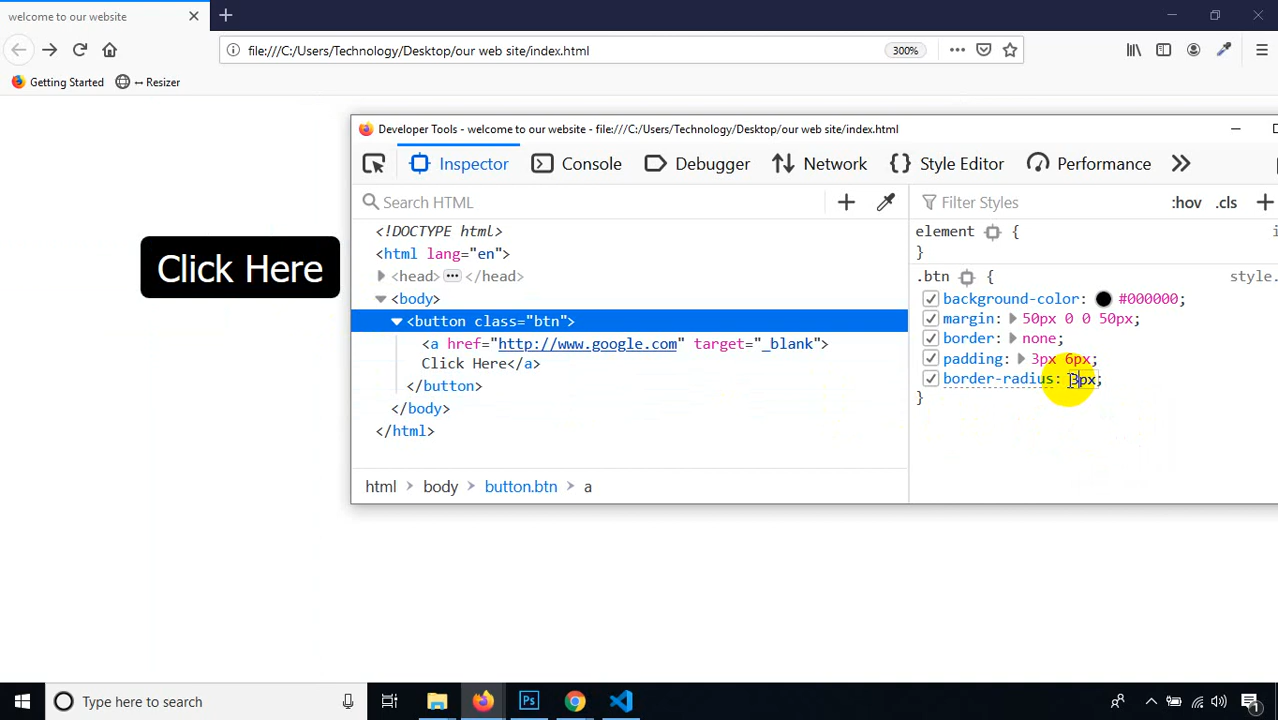 welcome to our website
file:///C:/Users/Technology/Desktop/our web site/index.html
300%
Getting Started
↔ Resizer
Developer Tools - welcome to our website - file:///C:/Users/Technology/Desktop/our web site/index.html
Inspector
Console
Debugger
Network
Style Editor
Performance
Search HTML
Filter Styles
:hov
.cls
<!DOCTYPE html>
<html lang="en">
<head> ••• </head>
<body>
<button class="btn">
<a href="http://www.google.com" target="_blank">
Click Here</a>
</button>
</body>
</html>
html
body
button.btn
a
element {
}
.btn {
style.
background-color: #000000;
margin: 50px 0 0 50px;
border: none;
padding: 3px 6px;
border-radius: 3px;
}
Click Here
Type here to search
Ps
1